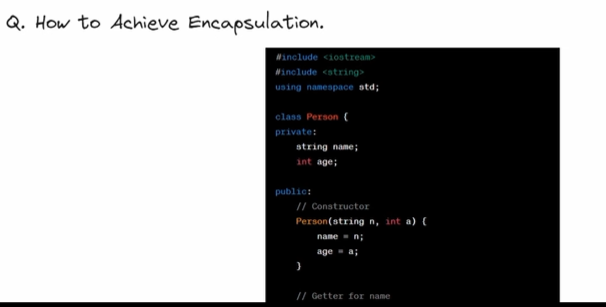 Q. How to Achieve Encapsulation.
#include <iostream>
#include <string>
using namespace std;
class Person {
private:
string name;
int age;
public:
// Constructor
Person(string n, int a) {
name = n;
age = a;
}
// Getter for name